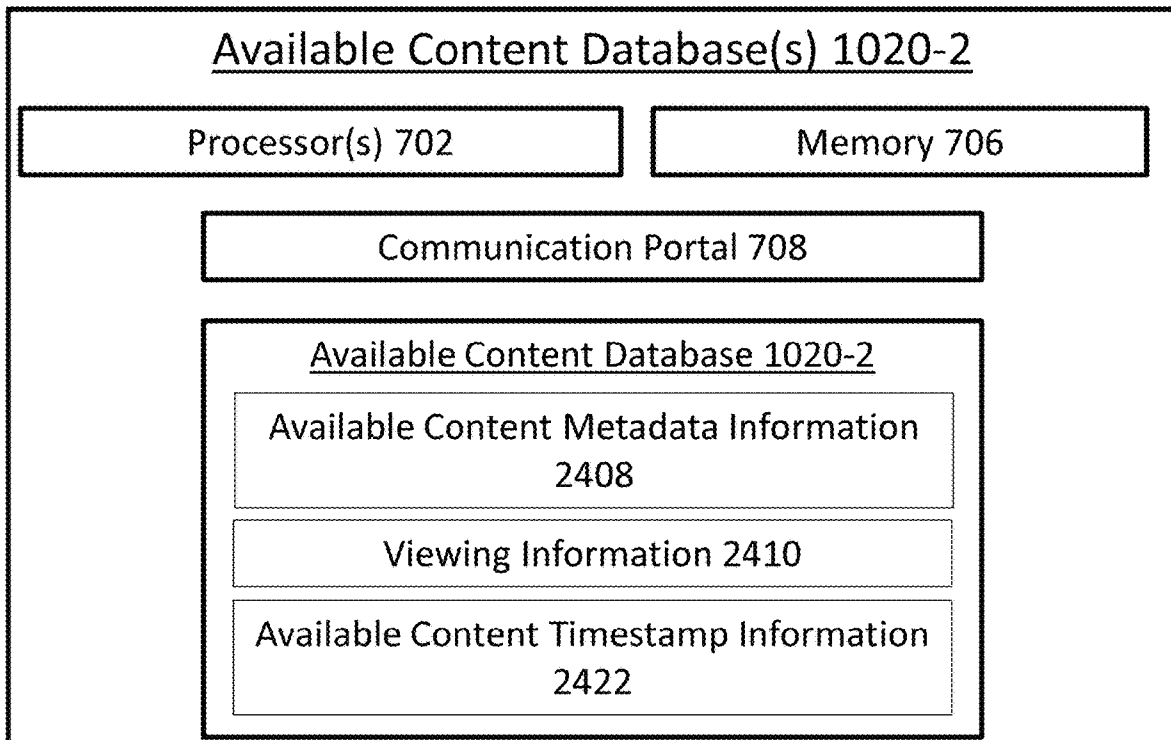 Available Content Database(s) 1020-2
Processor(s) 702
Memory 706
Communication Portal 708
Available Content Database 1020-2
Available Content Metadata Information
2408
Viewing Information 2410
Available Content Timestamp Information
2422